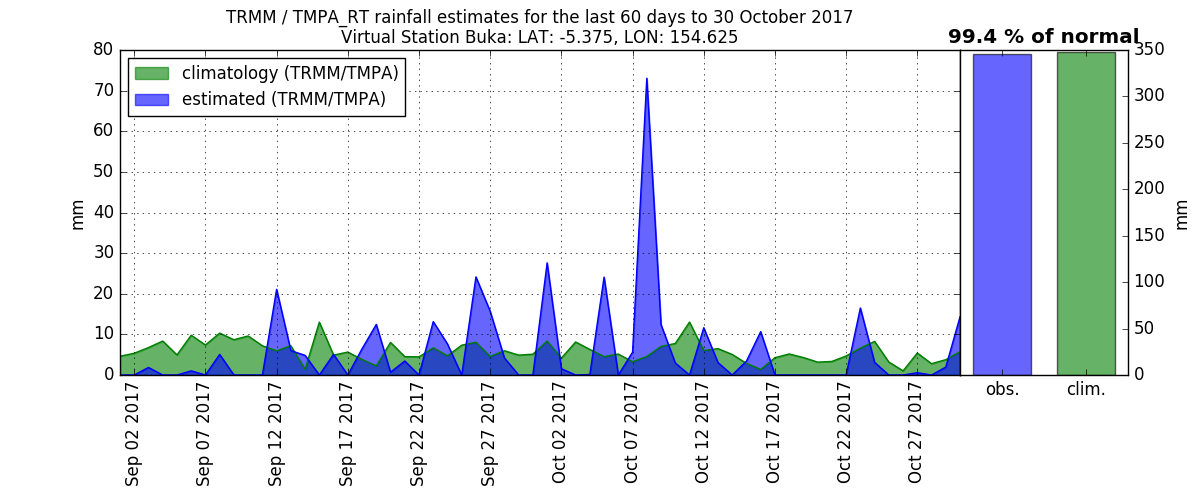 TRMM / TMPA_RT rainfall estimates for the last 60 days to 30 October 2017
Virtual Station Buka: LAT: -5.375, LON: 154.625
99.4 % of normal
climatology (TRMM/TMPA)
estimated (TRMM/TMPA)
mm
80
70
60
50
40
30
20
10
0
Sep 02 2017
Sep 07 2017
Sep 12 2017
Sep 17 2017
Sep 22 2017
Sep 27 2017
Oct 02 2017
Oct 07 2017
Oct 12 2017
Oct 17 2017
Oct 22 2017
Oct 27 2017
obs.
clim.
350
300
250
200
150
100
50
0
mm